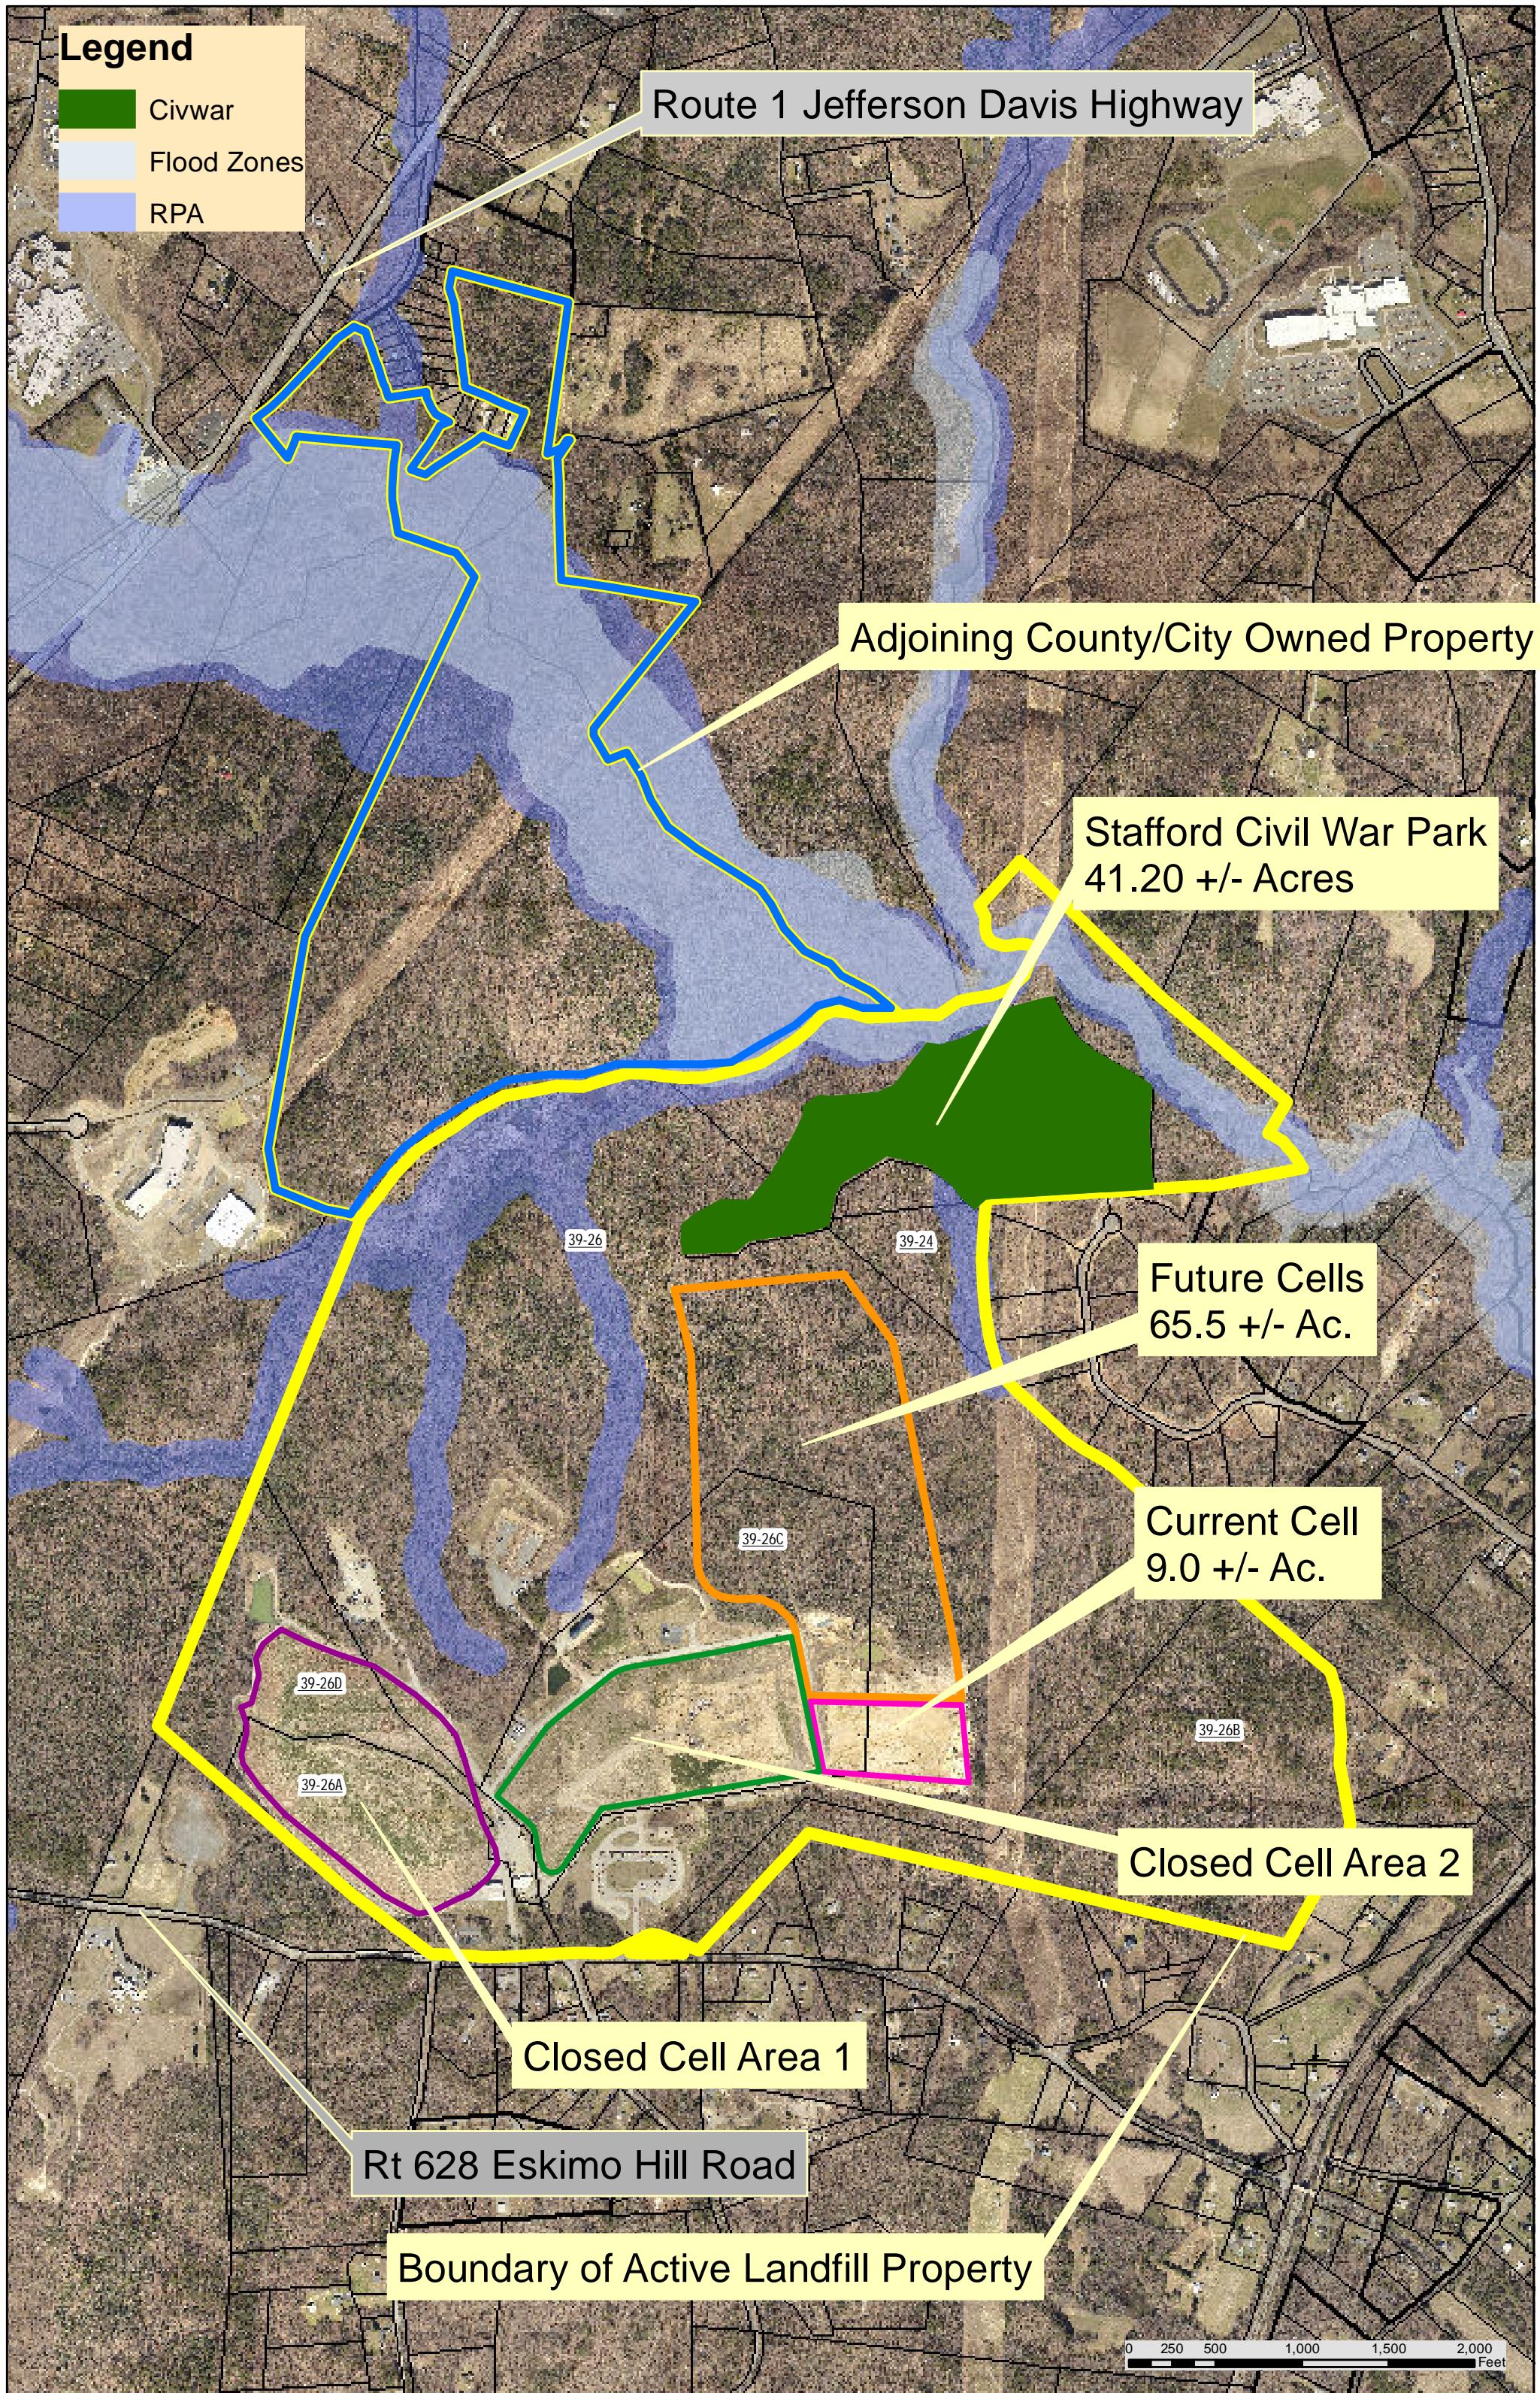 Legend
Civwar
Flood Zones
RPA
Route 1 Jefferson Davis Highway
Adjoining County/City Owned Property
Stafford Civil War Park
41.20 +/- Acres
39-26
39-24
Future Cells
65.5 +/- Ac.
Current Cell
9.0 +/- Ac.
39-26C
39-26D
39-26B
39-26A
Closed Cell Area 2
Closed Cell Area 1
Rt 628 Eskimo Hill Road
Boundary of Active Landfill Property
0 250 500 1,000 1,500 2,000
Feet